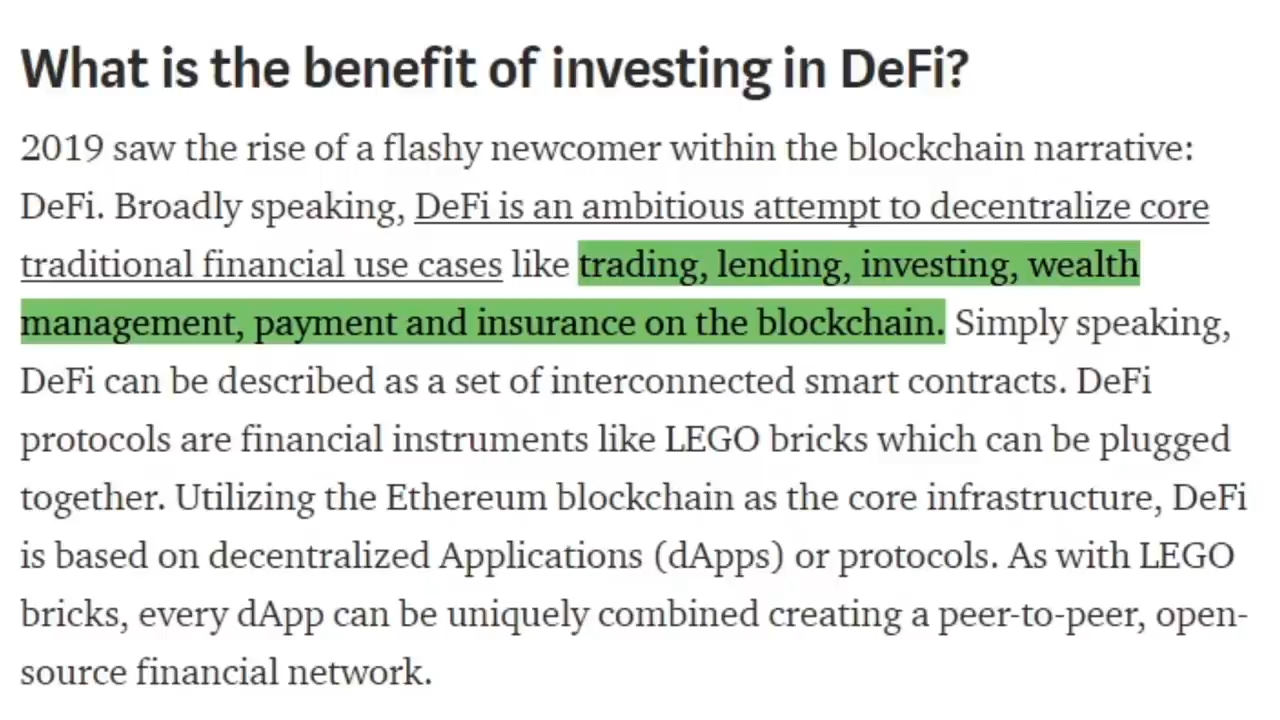 What is the benefit of investing in DeFi?
2019 saw the rise of a flashy newcomer within the blockchain narrative:
DeFi. Broadly speaking, DeFi is an ambitious attempt to decentralize core
traditional financial use cases like trading, lending, investing, wealth
management, payment and insurance on the blockchain. Simply speaking,
DeFi can be described as a set of interconnected smart contracts. DeFi
protocols are financial instruments like LEGO bricks which can be plugged
together. Utilizing the Ethereum blockchain as the core infrastructure, DeFi
is based on decentralized Applications (dApps) or protocols. As with LEGO
bricks, every dApp can be uniquely combined creating a peer-to-peer, open-
source financial network.